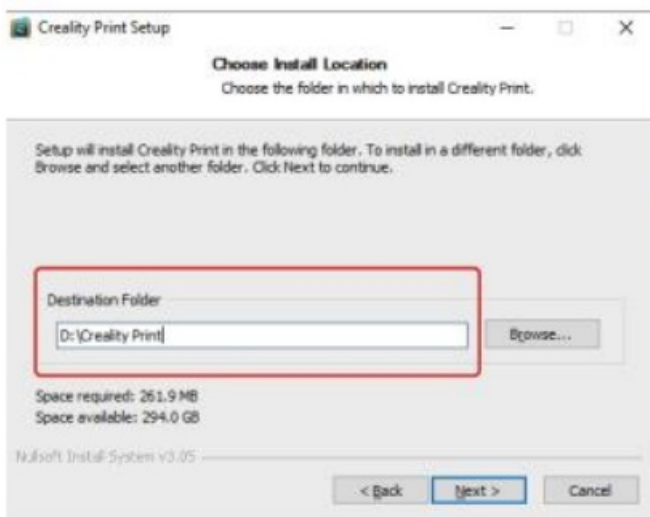 Creality Print Setup
Choose Install Location
Choose the folder in which to install Creality Print.
Setup will install Creality Print in the following folder. To install in a different folder, click
Browse and select another folder. Click Next to continue.
Destination Folder
D:\Creality Print
Browse...
Space required: 261.9 MB
Space available: 294.0 GB
Nullsoft Install System v3.05
< Back
Next >
Cancel